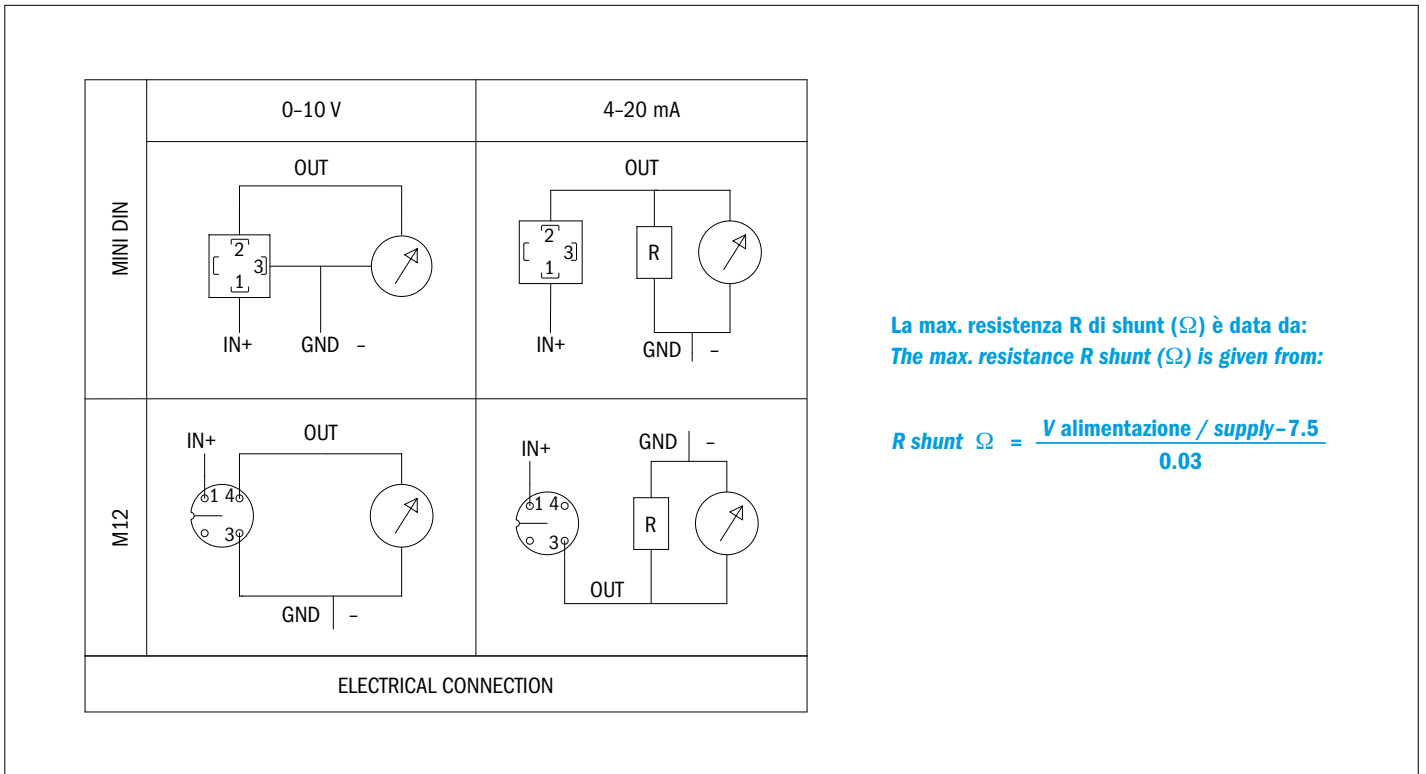 0–10 V
4–20 mA
MINI DIN
OUT
2
3
1
IN+
GND –
OUT
2
3
1
R
IN+
GND –
M12
IN+
OUT
1 4
3
GND –
IN+
GND –
1 4
3
R
OUT
ELECTRICAL CONNECTION
La max. resistenza R di shunt (Ω) è data da:
The max. resistance R shunt (Ω) is given from:
R shunt Ω = V alimentazione / supply–7.5
0.03